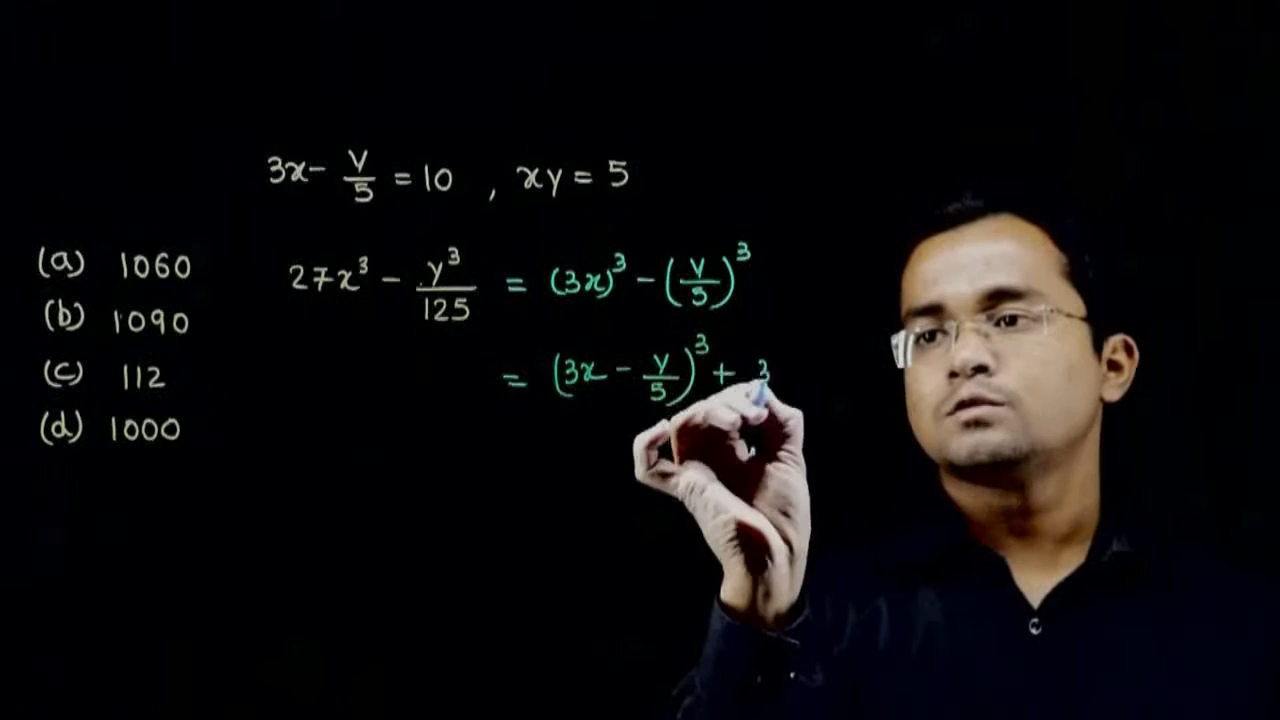 3x - y/5 = 10 , xy = 5
(a) 1060
27x³ - y³/125 = (3x)³ - (y/5)³
(b) 1090
(c) 112
= (3x - y/5)³ + 3
(d) 1000